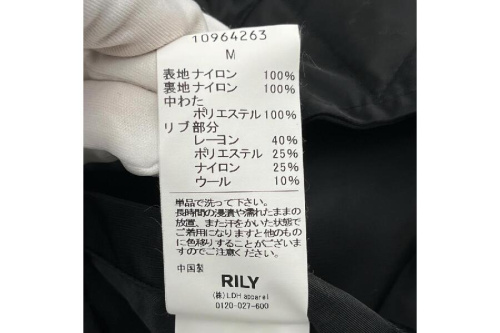 10964263
M
表地ナイロン 100%
裏地ナイロン 100%
中わた
ポリエステル100%
リブ部分
レーヨン 40%
ポリエステル 25%
ナイロン 25%
ウール 10%
単品で洗って下さい。
長時間の浸漬や濡れたままの
放置、また汗をかいた状態で
ご着用になりますと他のもの
に色移りすることがございま
すのでご注意ください。
中国製
RILY
(株)LDH apparel
0120-027-600